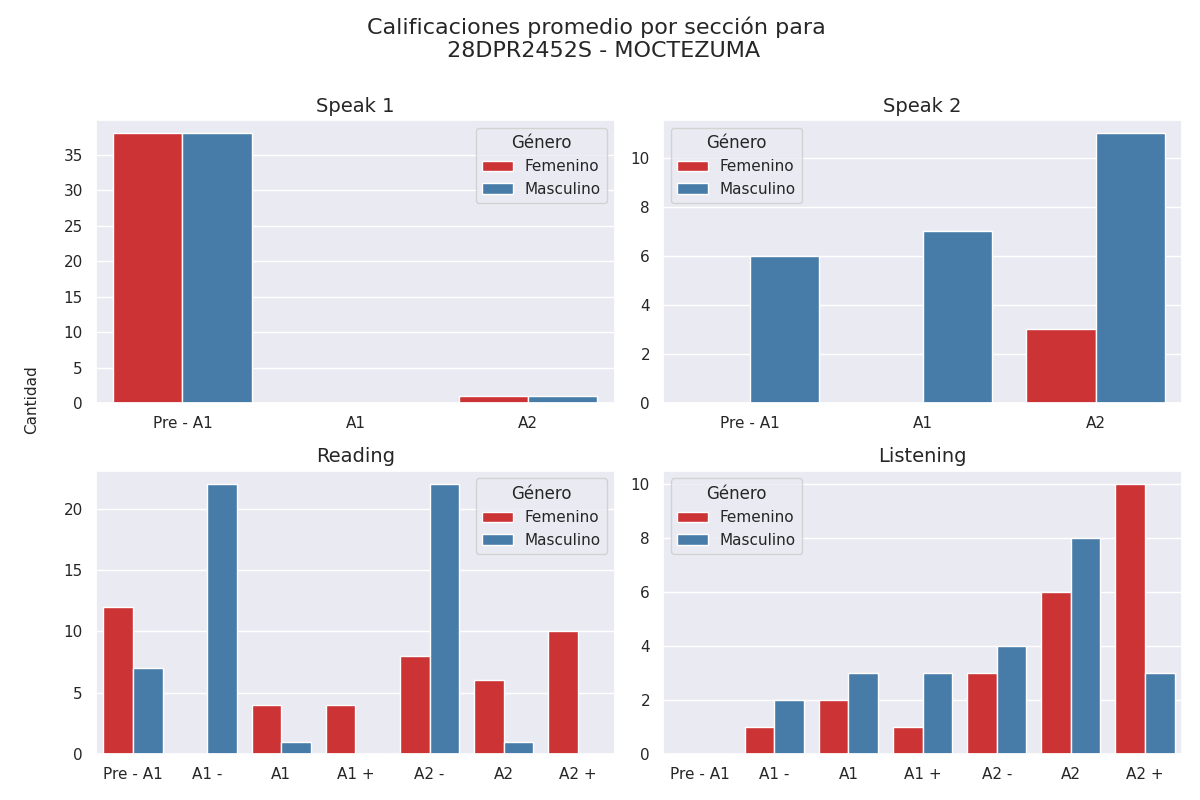 Calificaciones promedio por sección para
28DPR2452S - MOCTEZUMA
Cantidad
Speak 1
Género
Femenino
Masculino
35
30
25
20
15
10
5
0
Pre - A1
A1
A2
Speak 2
Género
Femenino
Masculino
10
8
6
4
2
0
Pre - A1
A1
A2
Reading
Género
Femenino
Masculino
20
15
10
5
0
Pre - A1
A1 -
A1
A1 +
A2 -
A2
A2 +
Listening
Género
Femenino
Masculino
10
8
6
4
2
0
Pre - A1
A1 -
A1
A1 +
A2 -
A2
A2 +